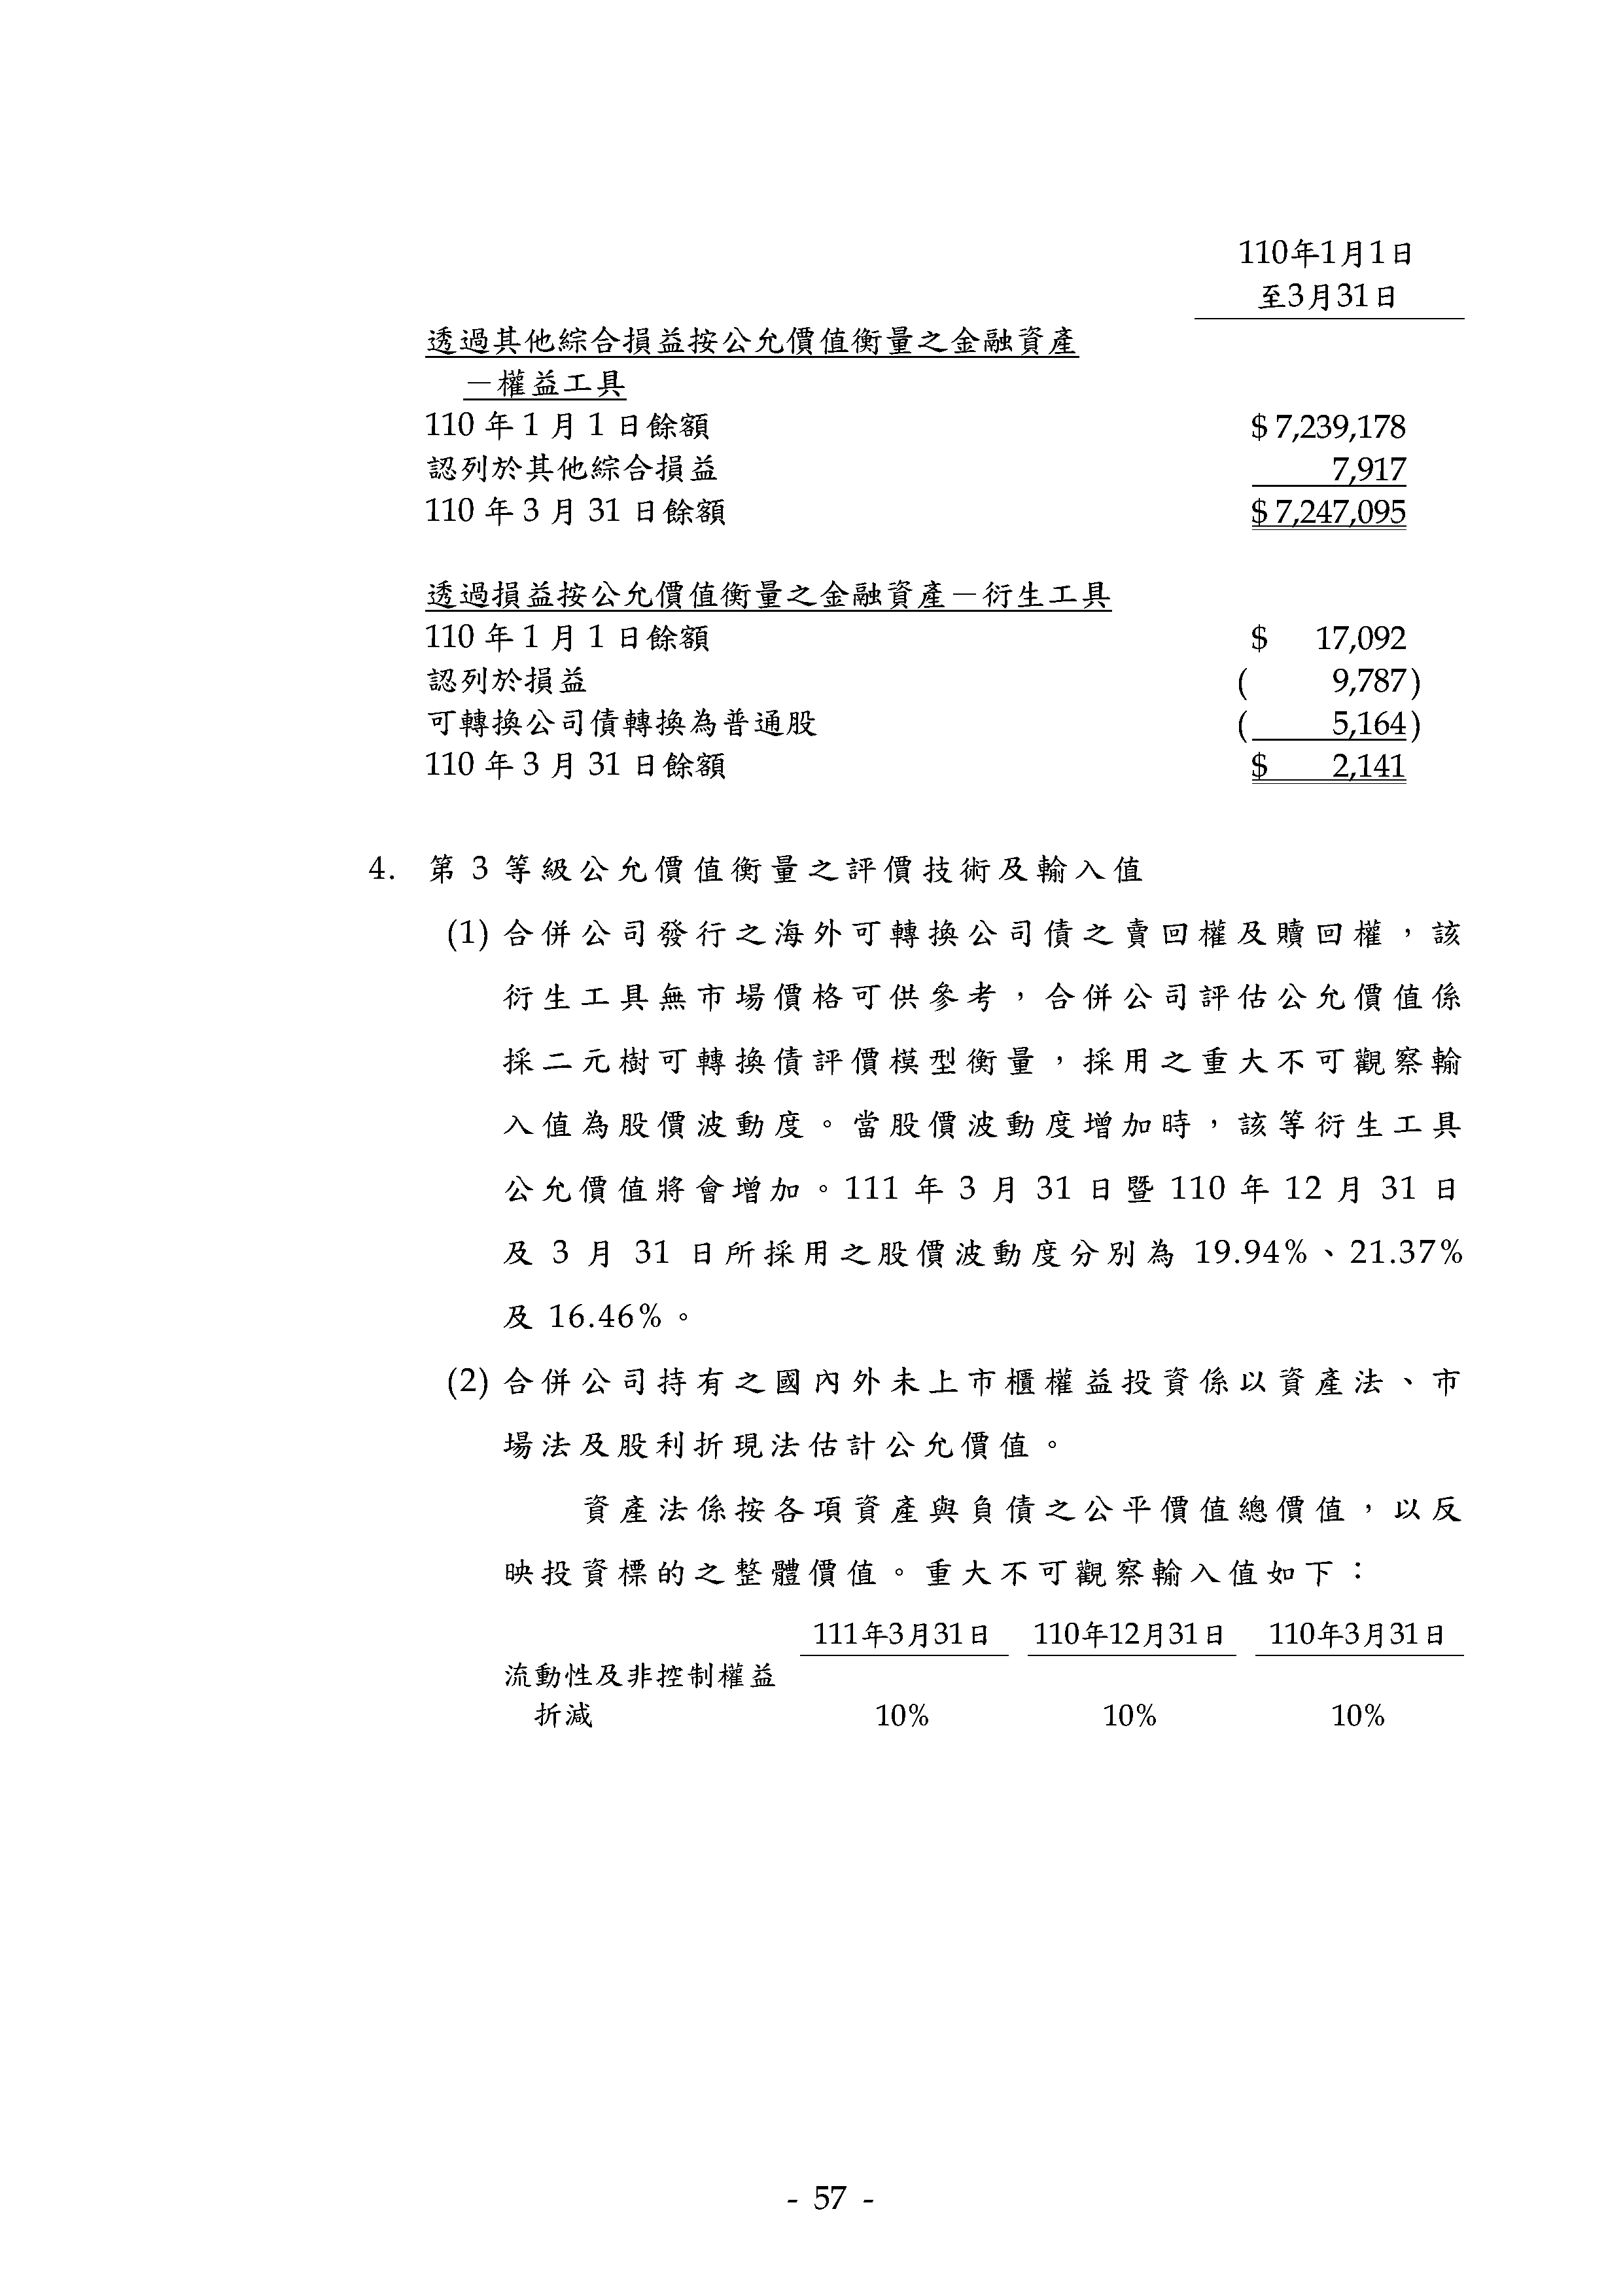 110年1月1日
至3月31日
透過其他綜合損益按公允價值衡量之金融資產
－權益工具
110 年 1 月 1 日餘額 $ 7,239,178
認列於其他綜合損益 7,917
110 年 3 月 31 日餘額 $ 7,247,095
透過損益按公允價值衡量之金融資產－衍生工具
110 年 1 月 1 日餘額 $ 17,092
認列於損益 ( 9,787)
可轉換公司債轉換為普通股 ( 5,164)
110 年 3 月 31 日餘額 $ 2,141
4. 第 3 等級公允價值衡量之評價技術及輸入值
(1) 合併公司發行之海外可轉換公司債之賣回權及贖回權，該
衍生工具無市場價格可供參考，合併公司評估公允價值係
採二元樹可轉換債評價模型衡量，採用之重大不可觀察輸
入值為股價波動度。當股價波動度增加時，該等衍生工具
公允價值將會增加。111 年 3 月 31 日暨 110 年 12 月 31 日
及 3 月 31 日所採用之股價波動度分別為 19.94%、21.37%
及 16.46%。
(2) 合併公司持有之國內外未上市櫃權益投資係以資產法、市
場法及股利折現法估計公允價值。
資產法係按各項資產與負債之公平價值總價值，以反
映投資標的之整體價值。重大不可觀察輸入值如下：
111年3月31日 110年12月31日 110年3月31日
流動性及非控制權益
折減 10% 10% 10%
- 57 -